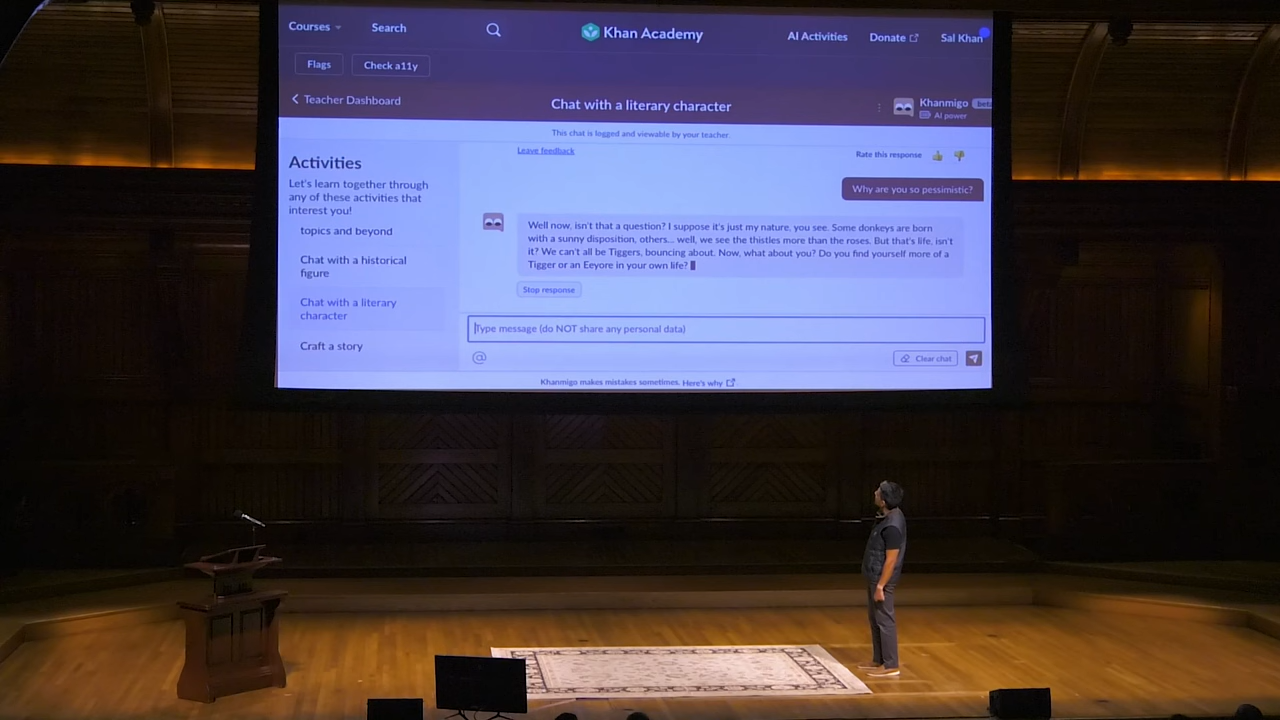 Courses
Search
Khan Academy
AI Activities
Donate
Sal Khan
Flags
Check a11y
Teacher Dashboard
Chat with a literary character
Khanmigo
beta
AI power
This chat is logged and viewable by your teacher
Activities
Let's learn together through
any of these activities that
interest you!
topics and beyond
Chat with a historical
figure
Chat with a literary
character
Craft a story
Leave feedback
Rate this response
Why are you so pessimistic?
Well now, isn't that a question? I suppose it's just my nature, you see. Some donkeys are born
with a sunny disposition, others... well, we see the thistles more than the roses. But that's life, isn't
it? We can't all be Tiggers, bouncing about. Now, what about you? Do you find yourself more of a
Tigger or an Eeyore in your own life?
Stop response
Type message (do NOT share any personal data)
@
Clear chat
Khanmigo makes mistakes sometimes. Here's why